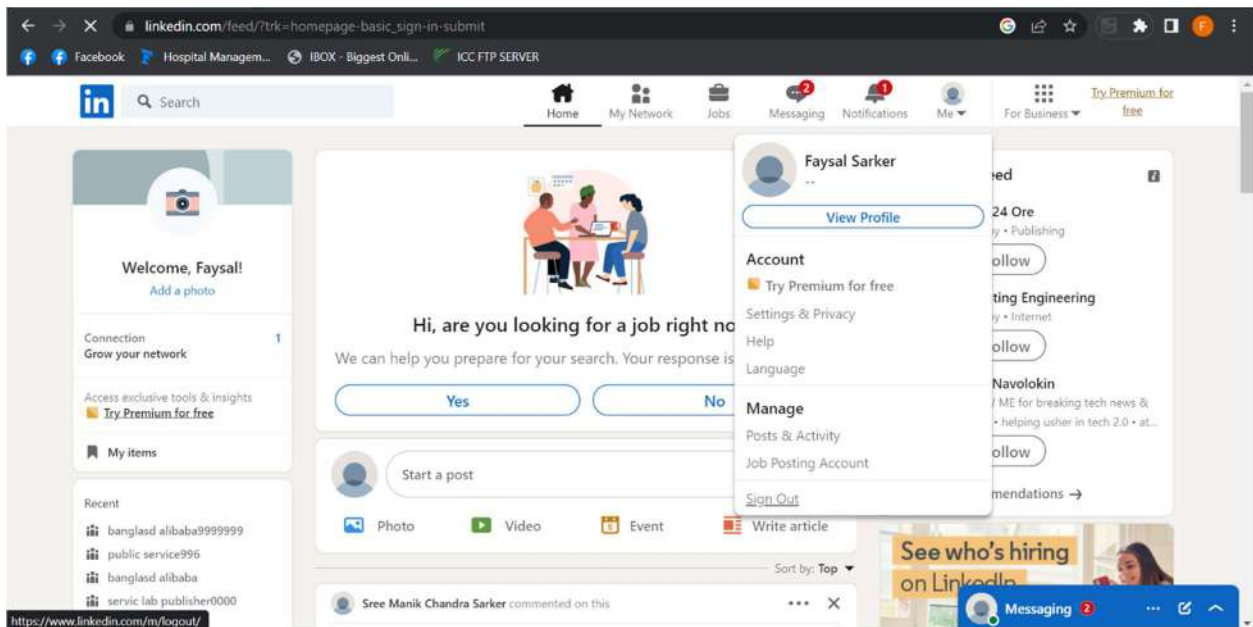 linkedin.com/feed/?trk=homepage-basic_sign-in-submit
Facebook
Hospital Managem...
IBOX - Biggest Onli...
ICC FTP SERVER
F
in
Search
Home
My Network
Jobs
2
Messaging
1
Notifications
Me
For Business
Try Premium for
free
Welcome, Faysal!
Add a photo
Connection 1
Grow your network
Access exclusive tools & insights
Try Premium for free
My items
Recent
banglasd alibaba9999999
public service996
banglasd alibaba
servic lab publisher0000
https://www.linkedin.com/m/logout/
Hi, are you looking for a job right no
We can help you prepare for your search. Your response is
Yes
No
Start a post
Photo
Video
Event
Write article
Sort by: Top
Sree Manik Chandra Sarker commented on this
Faysal Sarker
--
View Profile
Account
Try Premium for free
Settings & Privacy
Help
Language
Manage
Posts & Activity
Job Posting Account
Sign Out
eed
24 Ore
y • Publishing
ollow
ting Engineering
y • Internet
ollow
Navolokin
ME for breaking tech news &
• helping usher in tech 2.0 • at...
ollow
mendations →
See who's hiring
on LinkedIn
Messaging 2